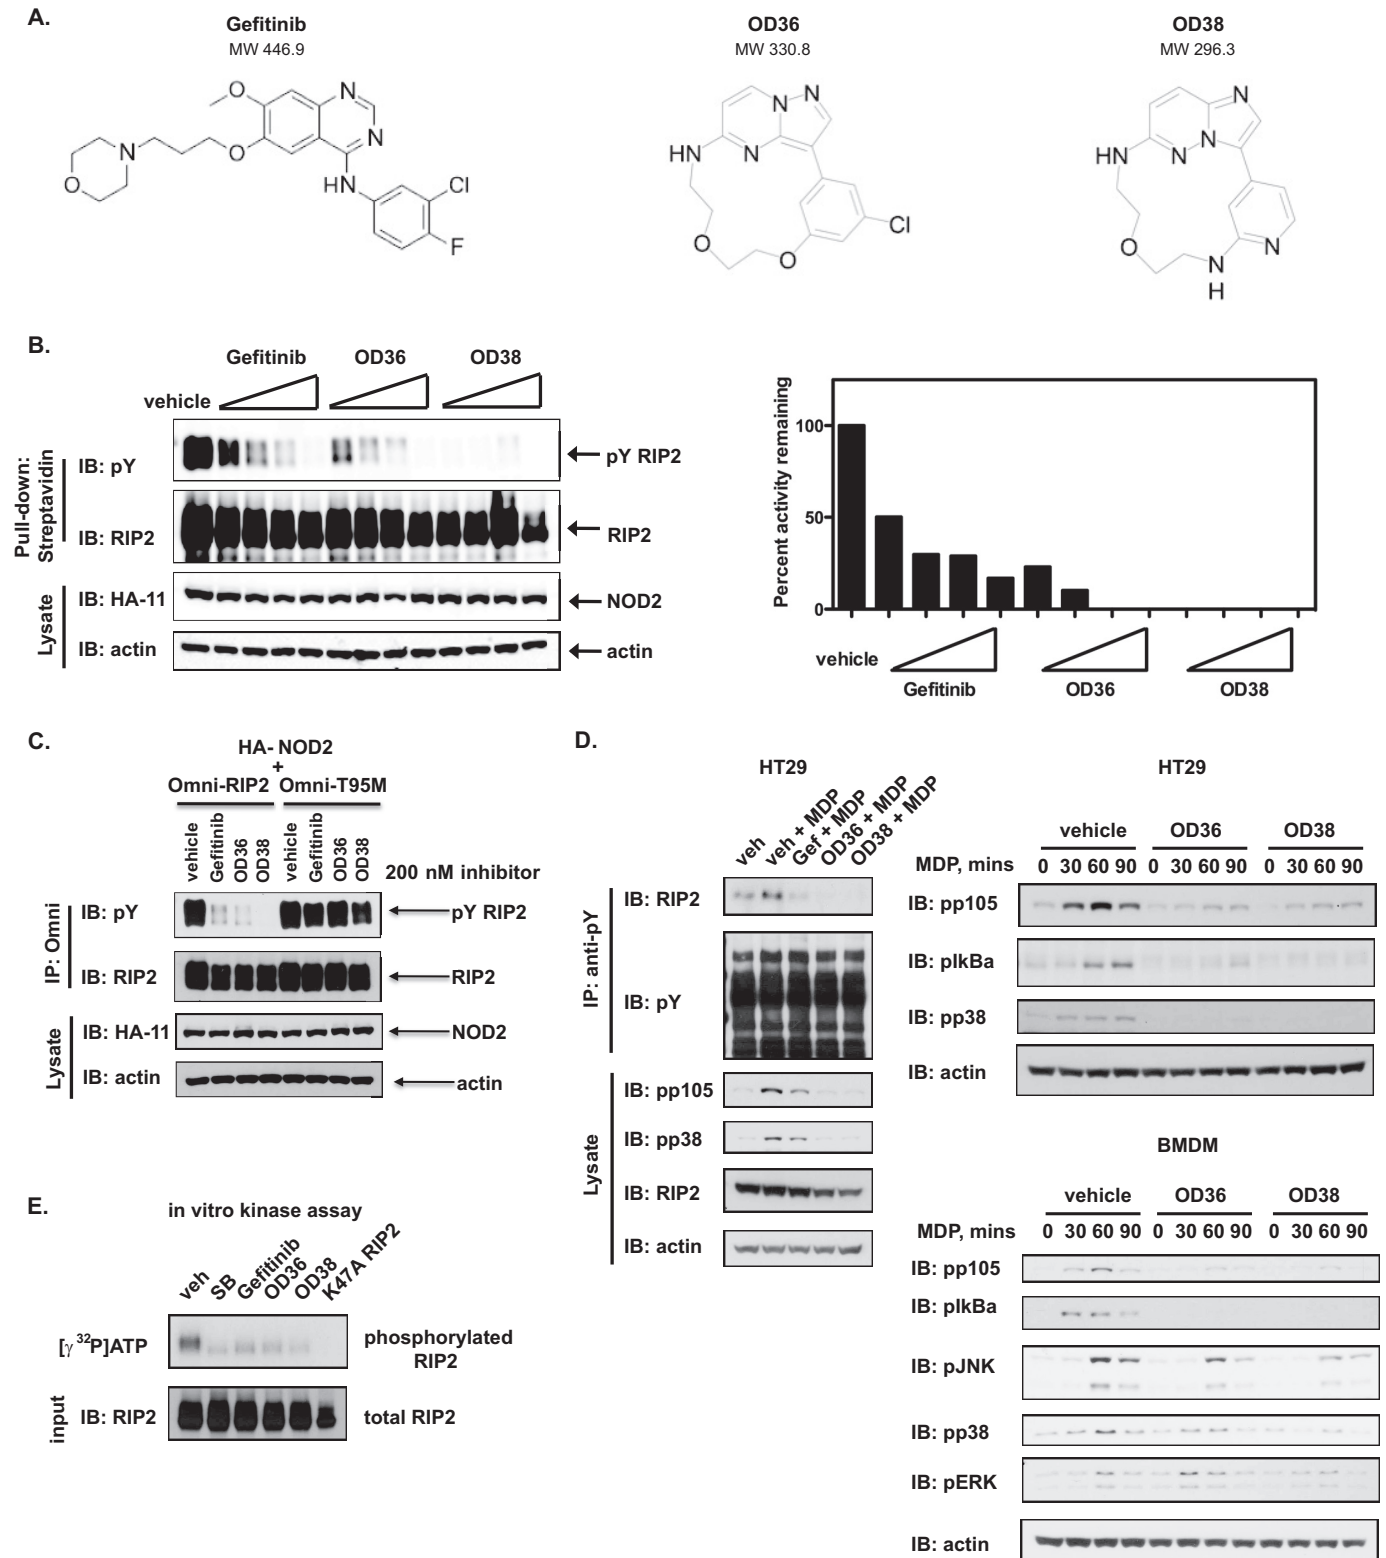 A.
Gefitinib
MW 446.9
OD36
MW 330.8
OD38
MW 296.3
O
N
N
N
O
O
HN
Cl
F
N
N
HN
N
O
O
Cl
N
HN
N
N
O
N
H
N
B.
Gefitinib
OD36
OD38
vehicle
Pull-down:
Streptavidin
IB: pY
pY RIP2
IB: RIP2
RIP2
Lysate
IB: HA-11
NOD2
IB: actin
actin
Percent activity remaining
100
50
0
vehicle
Gefitinib
OD36
OD38
C.
HA- NOD2
+
Omni-RIP2
Omni-T95M
vehicle
Gefitinib
OD36
OD38
vehicle
Gefitinib
OD36
OD38
200 nM inhibitor
IP: Omni
IB: pY
pY RIP2
IB: RIP2
RIP2
Lysate
IB: HA-11
NOD2
IB: actin
actin
D.
HT29
veh
veh + MDP
Gef + MDP
OD36 + MDP
OD38 + MDP
IP: anti-pY
IB: RIP2
IB: pY
Lysate
IB: pp105
IB: pp38
IB: RIP2
IB: actin
HT29
vehicle
OD36
OD38
MDP, mins
0 30 60 90 0 30 60 90 0 30 60 90
IB: pp105
IB: pIkBa
IB: pp38
IB: actin
BMDM
vehicle
OD36
OD38
MDP, mins
0 30 60 90 0 30 60 90 0 30 60 90
IB: pp105
IB: pIkBa
IB: pJNK
IB: pp38
IB: pERK
IB: actin
E.
in vitro kinase assay
veh
SB
Gefitinib
OD36
OD38
K47A RIP2
[γ 32P]ATP
phosphorylated
RIP2
input
IB: RIP2
total RIP2